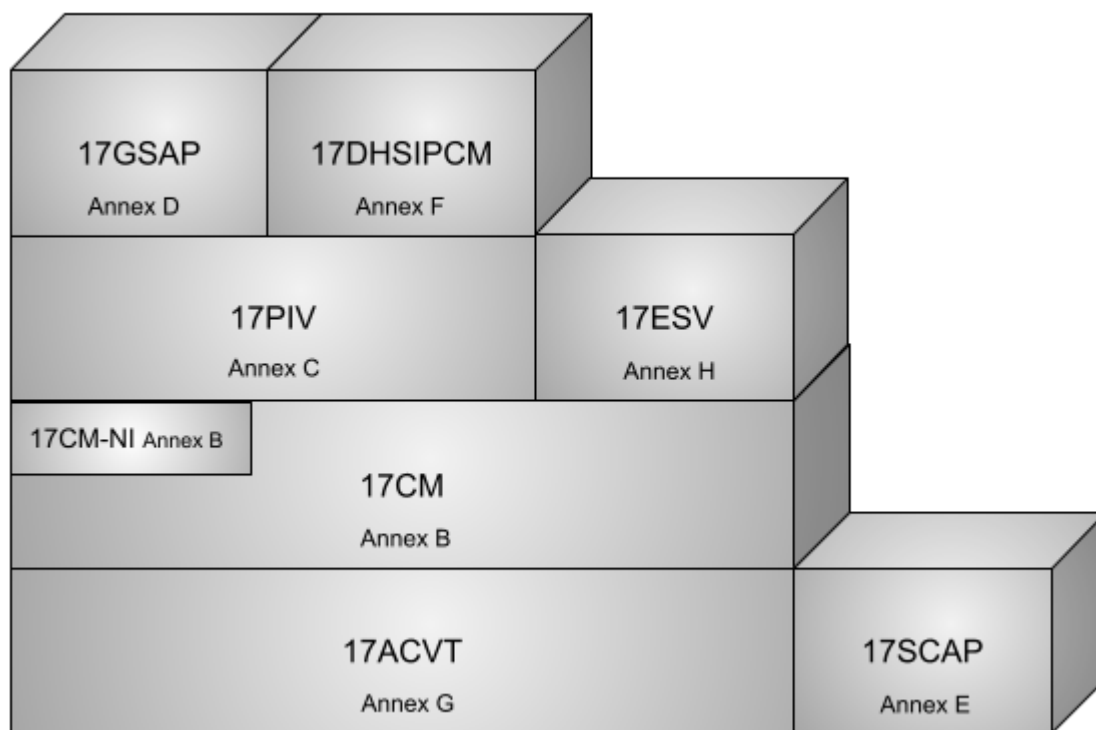 17GSAP
Annex D
17DHSIPCM
Annex F
17PIV
Annex C
17ESV
Annex H
17CM-NI Annex B
17CM
Annex B
17ACVT
Annex G
17SCAP
Annex E